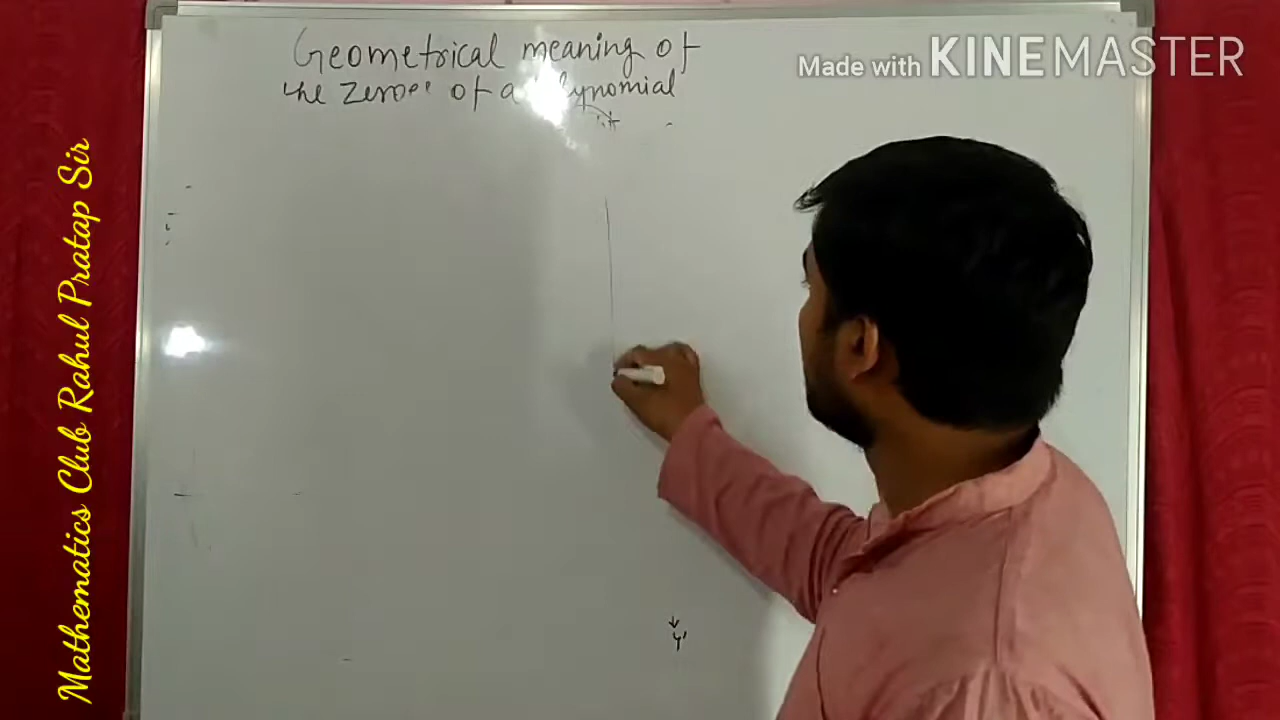 Geometrical meaning of
the zeroes of a polynomial
Made with KINEMASTER
Mathematics Club Rahul Pratap Sir
y'